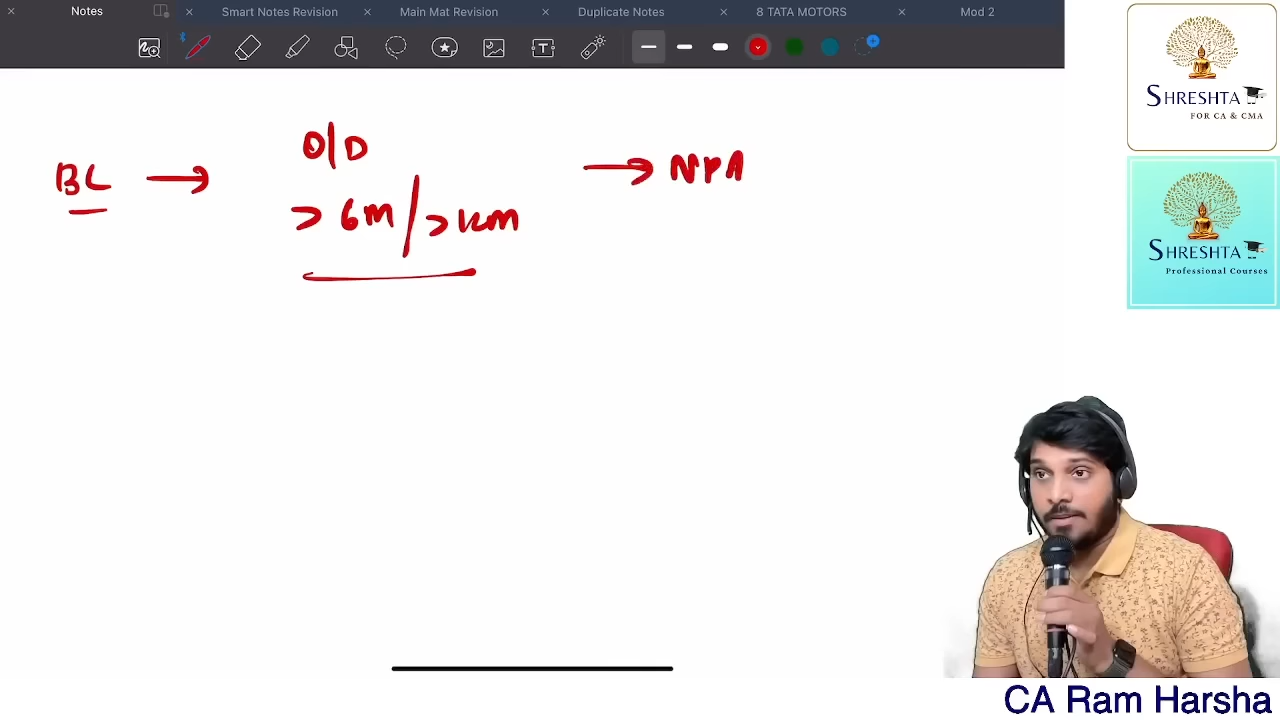 Notes
Smart Notes Revision
Main Mat Revision
Duplicate Notes
8 TATA MOTORS
Mod 2
SHRESHTA
FOR CA & CMA
SHRESHTA
Professional Courses
BL → O/D → NPA
> 6m / > 12m
CA Ram Harsha